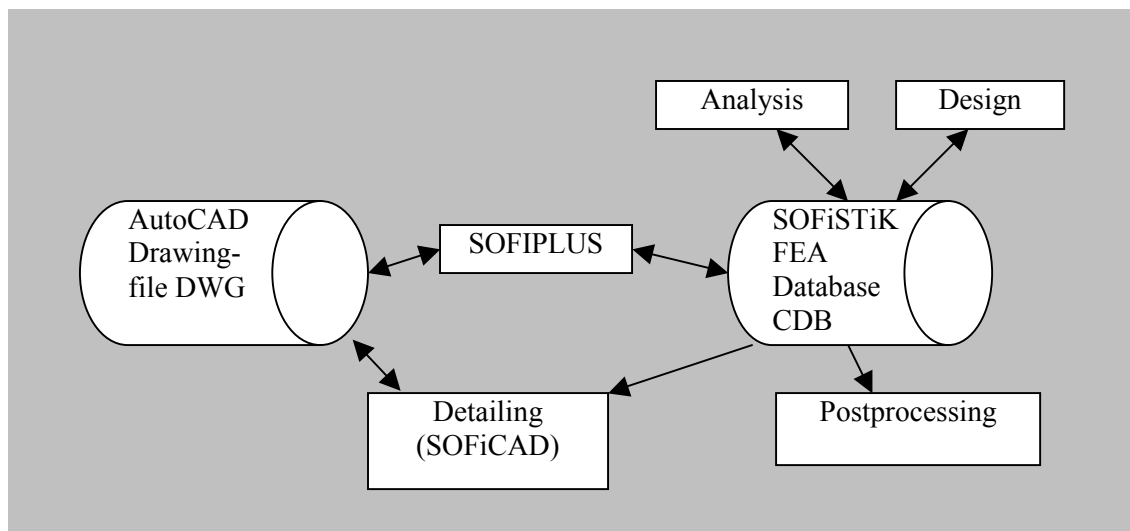 Analysis
Design
AutoCAD
Drawing-
file DWG
SOFIPLUS
SOFiSTiK
FEA
Database
CDB
Detailing
(SOFiCAD)
Postprocessing